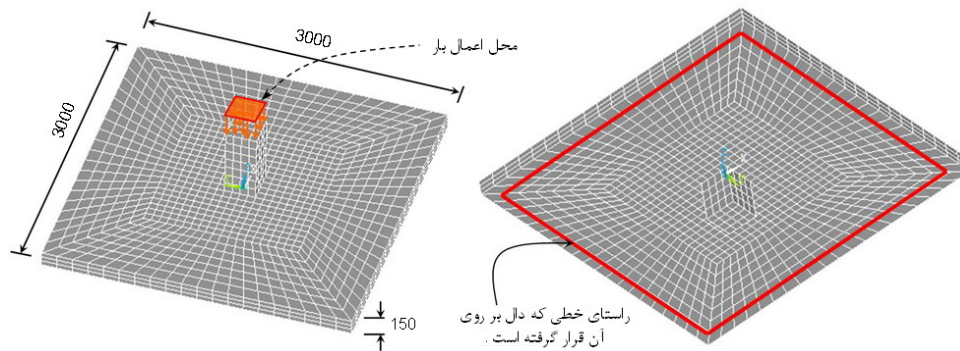 3000
محل اعمال بار
3000
150
راستای خطی که دال بر روی
آن قرار گرفته است .